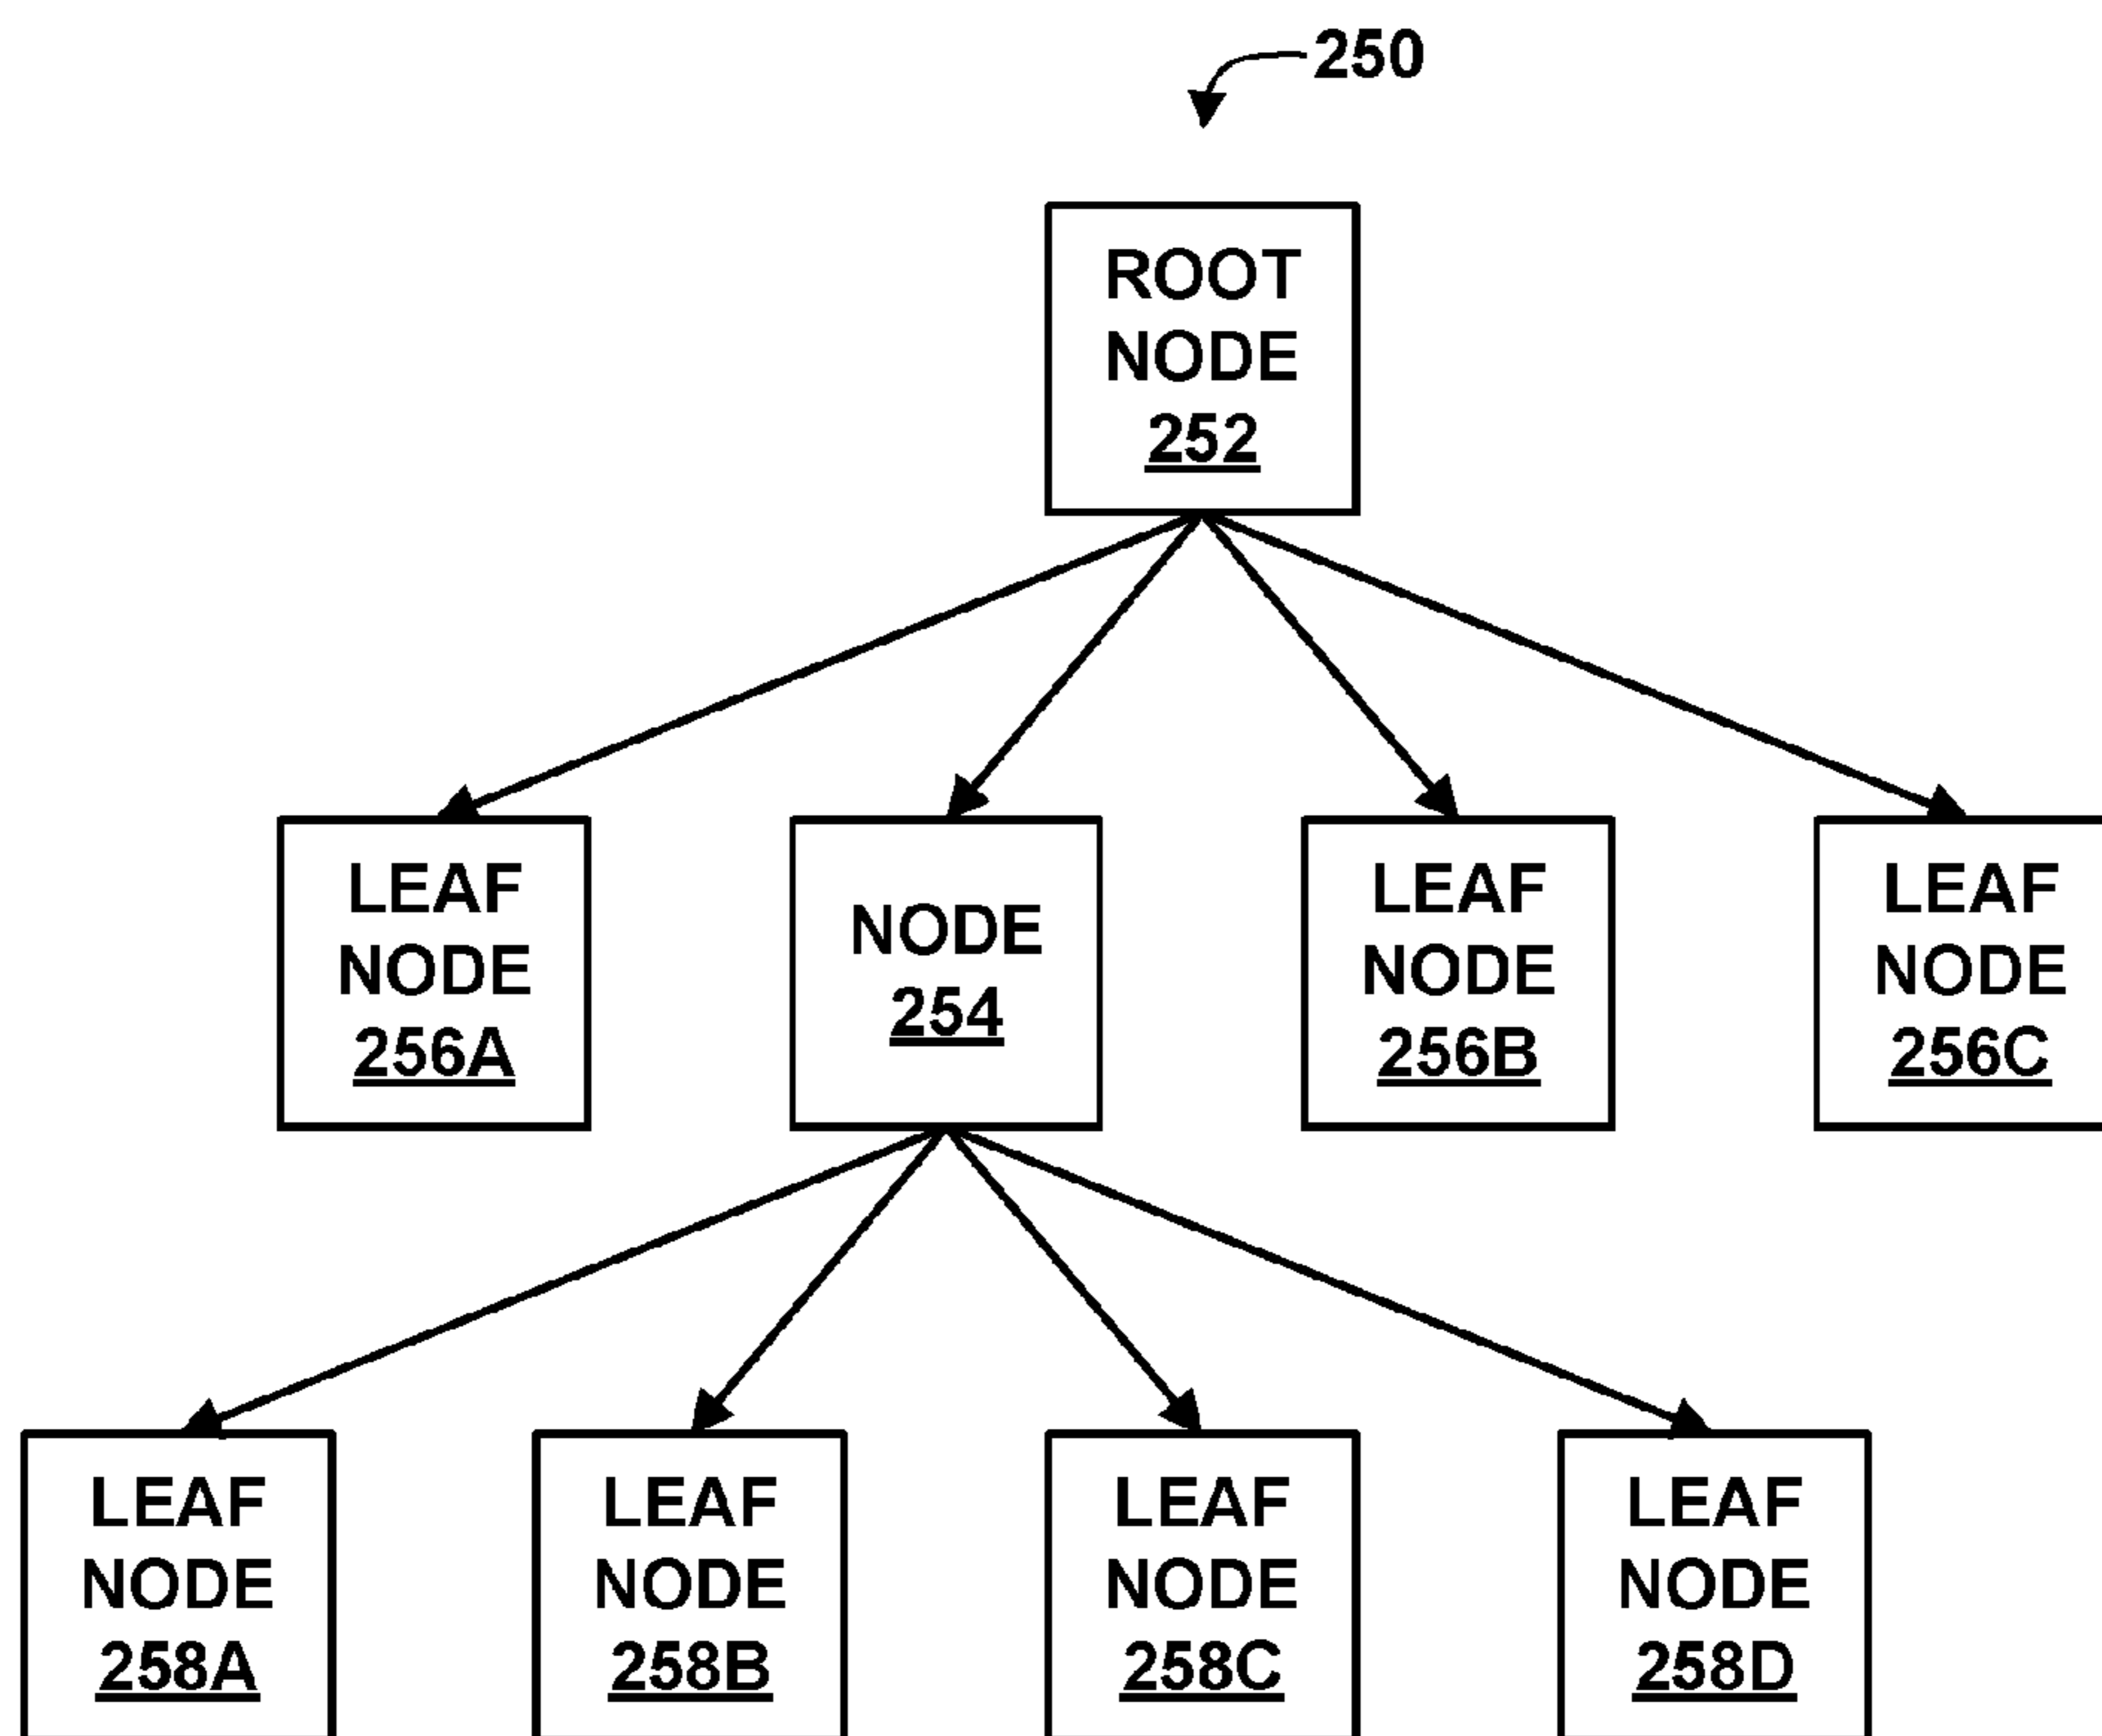 250
ROOT
NODE
252
LEAF
NODE
256A
NODE
254
LEAF
NODE
256B
LEAF
NODE
256C
LEAF
NODE
258A
LEAF
NODE
258B
LEAF
NODE
258C
LEAF
NODE
258D